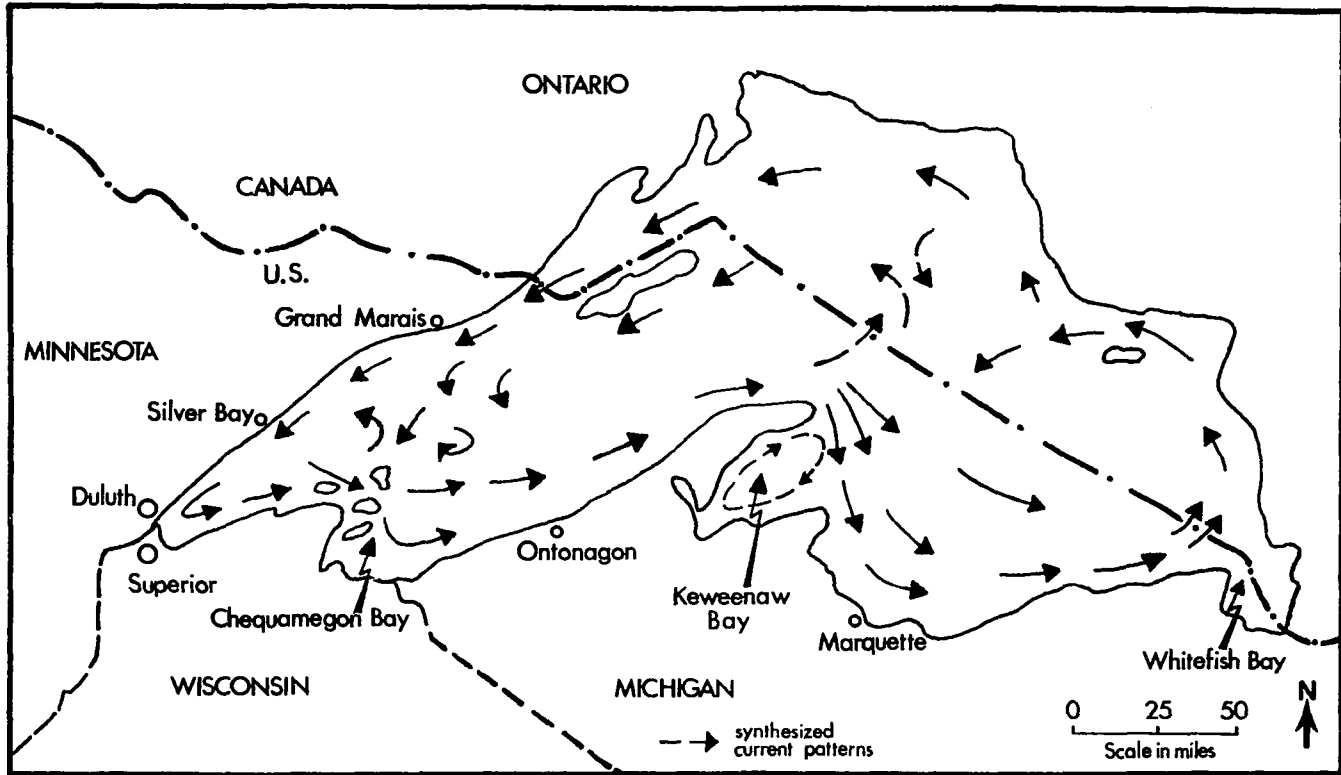 ONTARIO
CANADA
U.S.
Grand Marais
MINNESOTA
Silver Bay
Duluth
Superior
Ontonagon
Chequamegon Bay
Keweenaw
Bay
Marquette
Whitefish Bay
WISCONSIN
MICHIGAN
N
0 25 50
Scale in miles
synthesized
current patterns